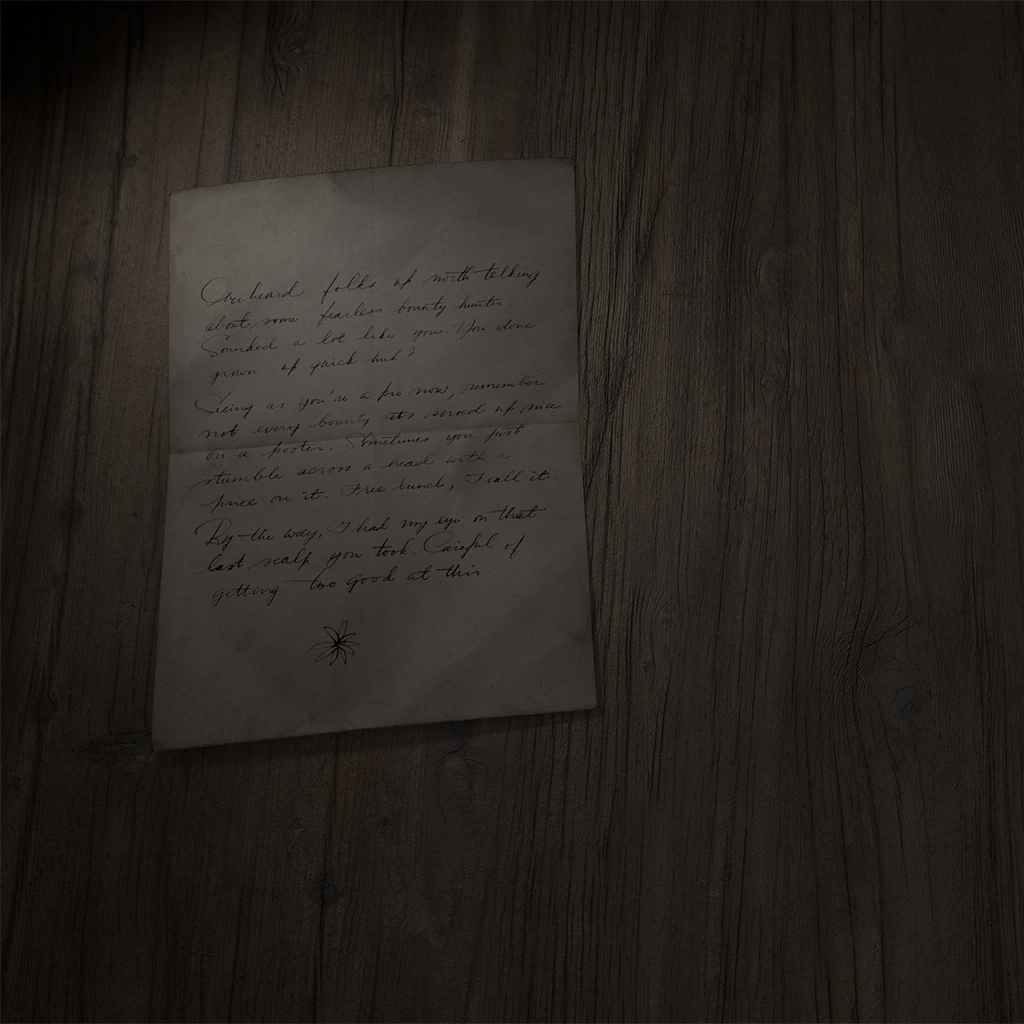 Overheard folks up north telking
about some fearless bounty hunter.
Sounded a lot like you. You done
grown up quick huh?
Seeing as you're a pro now, remember
not every bounty its served up nice
on a poster. Sometimes you just
stumble across a head with a
price on it. Free lunch, I call it.
By the way, I had my eye on that
last scalp you took. Careful of
getting too good at this.